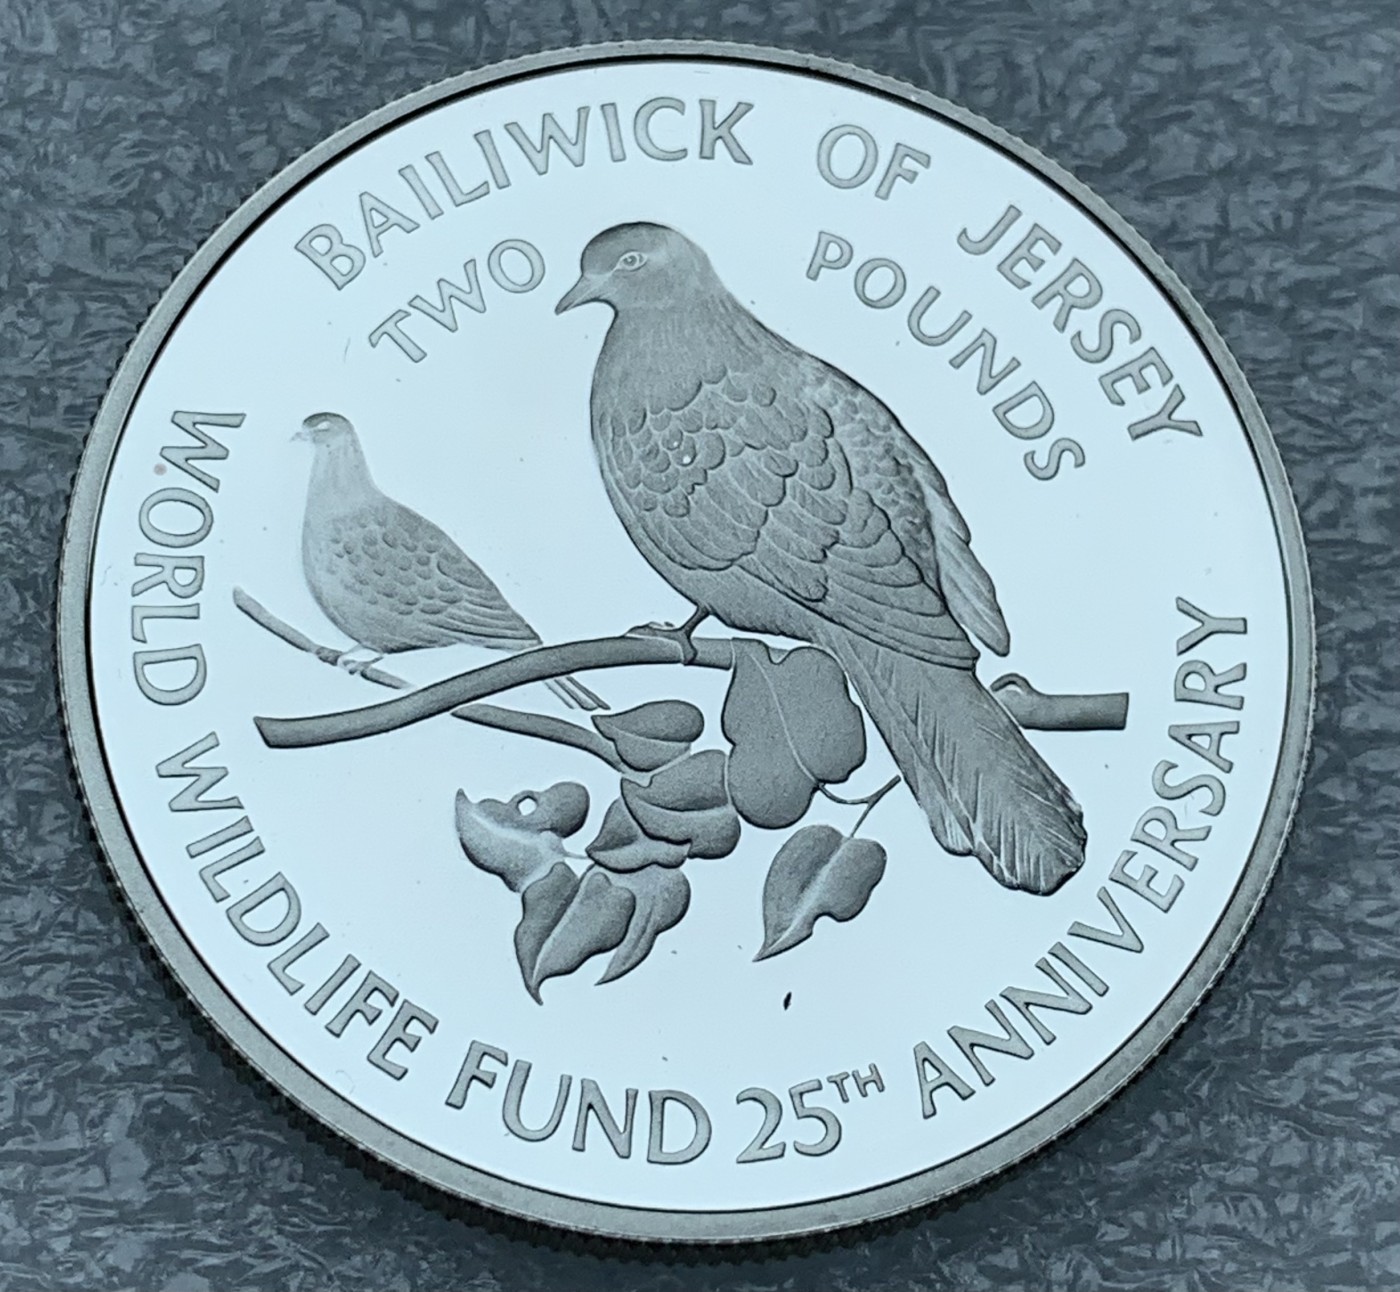 BAILIWICK OF JERSEY
TWO POUNDS
WORLD WILDLIFE FUND 25TH ANNIVERSARY